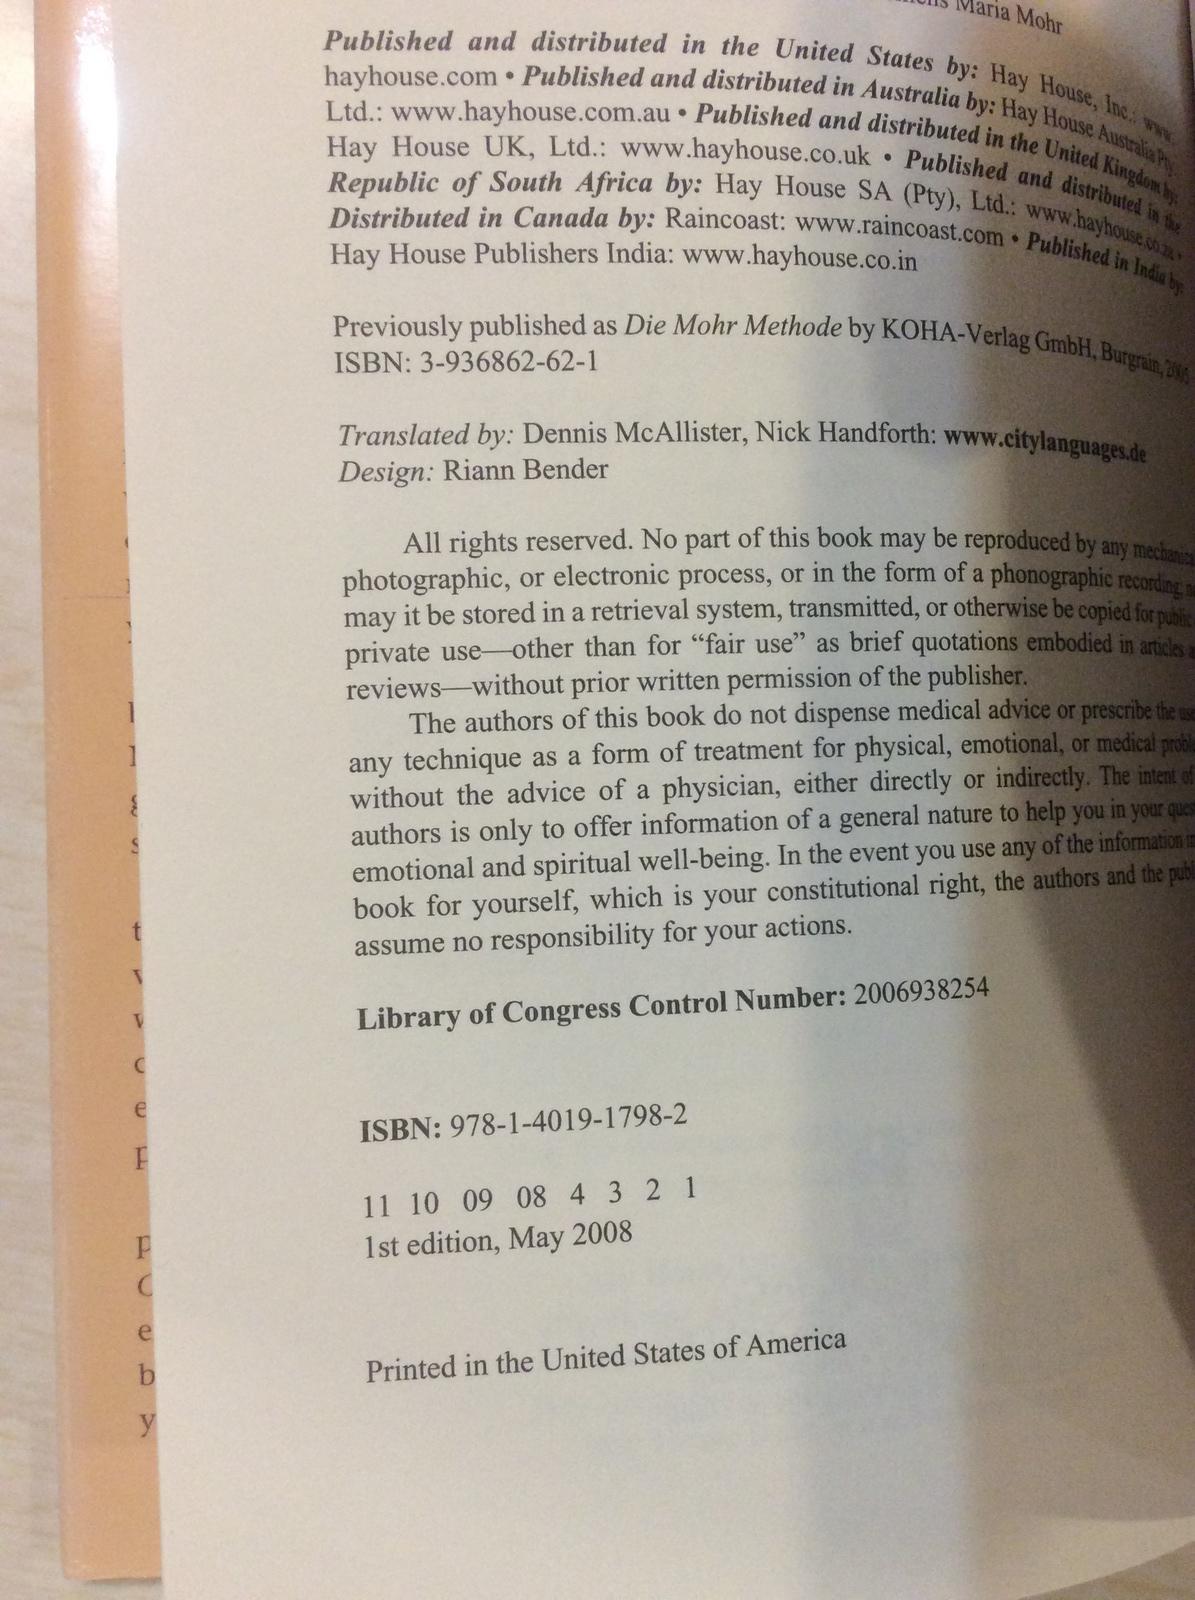 Maria Mohr
Published and distributed in the United States by: Hay House, Inc.: www.
hayhouse.com • Published and distributed in Australia by: Hay House Australia Pty.
Ltd.: www.hayhouse.com.au • Published and distributed in the United Kingdom by:
Hay House UK, Ltd.: www.hayhouse.co.uk • Published and distributed in the
Republic of South Africa by: Hay House SA (Pty), Ltd.: www.hayhouse.co.za •
Distributed in Canada by: Raincoast: www.raincoast.com • Published in India by:
Hay House Publishers India: www.hayhouse.co.in
Previously published as Die Mohr Methode by KOHA-Verlag GmbH, Burgrain, 2005
ISBN: 3-936862-62-1
Translated by: Dennis McAllister, Nick Handforth: www.citylanguages.de
Design: Riann Bender
All rights reserved. No part of this book may be reproduced by any
photographic, or electronic process, or in the form of a phonographic recording;
may it be stored in a retrieval system, transmitted, or otherwise be copied for public
private use—other than for “fair use” as brief quotations embodied in articles
reviews—without prior written permission of the publisher.
The authors of this book do not dispense medical advice or prescribe the use
any technique as a form of treatment for physical, emotional, or medical
without the advice of a physician, either directly or indirectly. The intent of
authors is only to offer information of a general nature to help you in your
emotional and spiritual well-being. In the event you use any of the information
book for yourself, which is your constitutional right, the authors and the
assume no responsibility for your actions.
Library of Congress Control Number: 2006938254
ISBN: 978-1-4019-1798-2
11 10 09 08 4 3 2 1
1st edition, May 2008
Printed in the United States of America